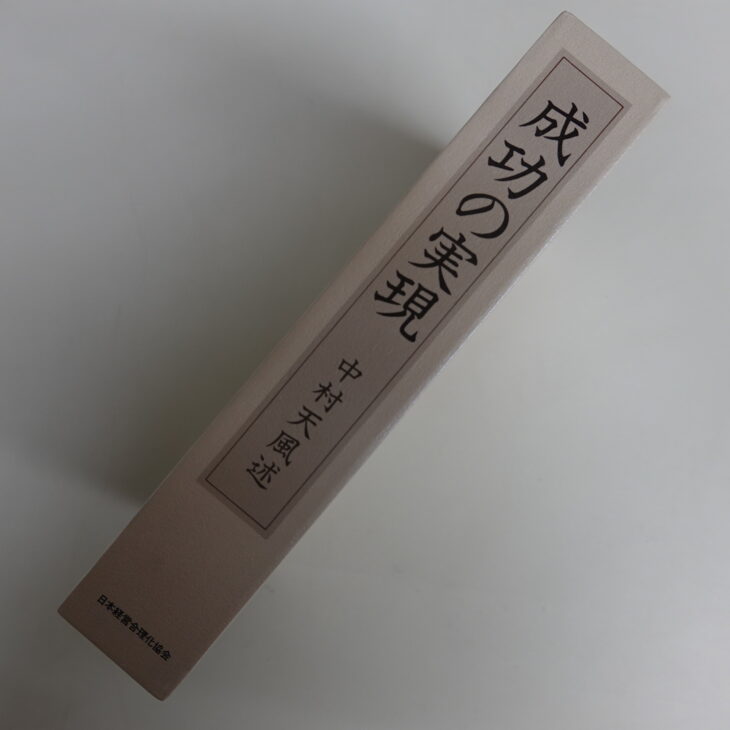 成功の実現
中村天風述
日本経営合理化協会